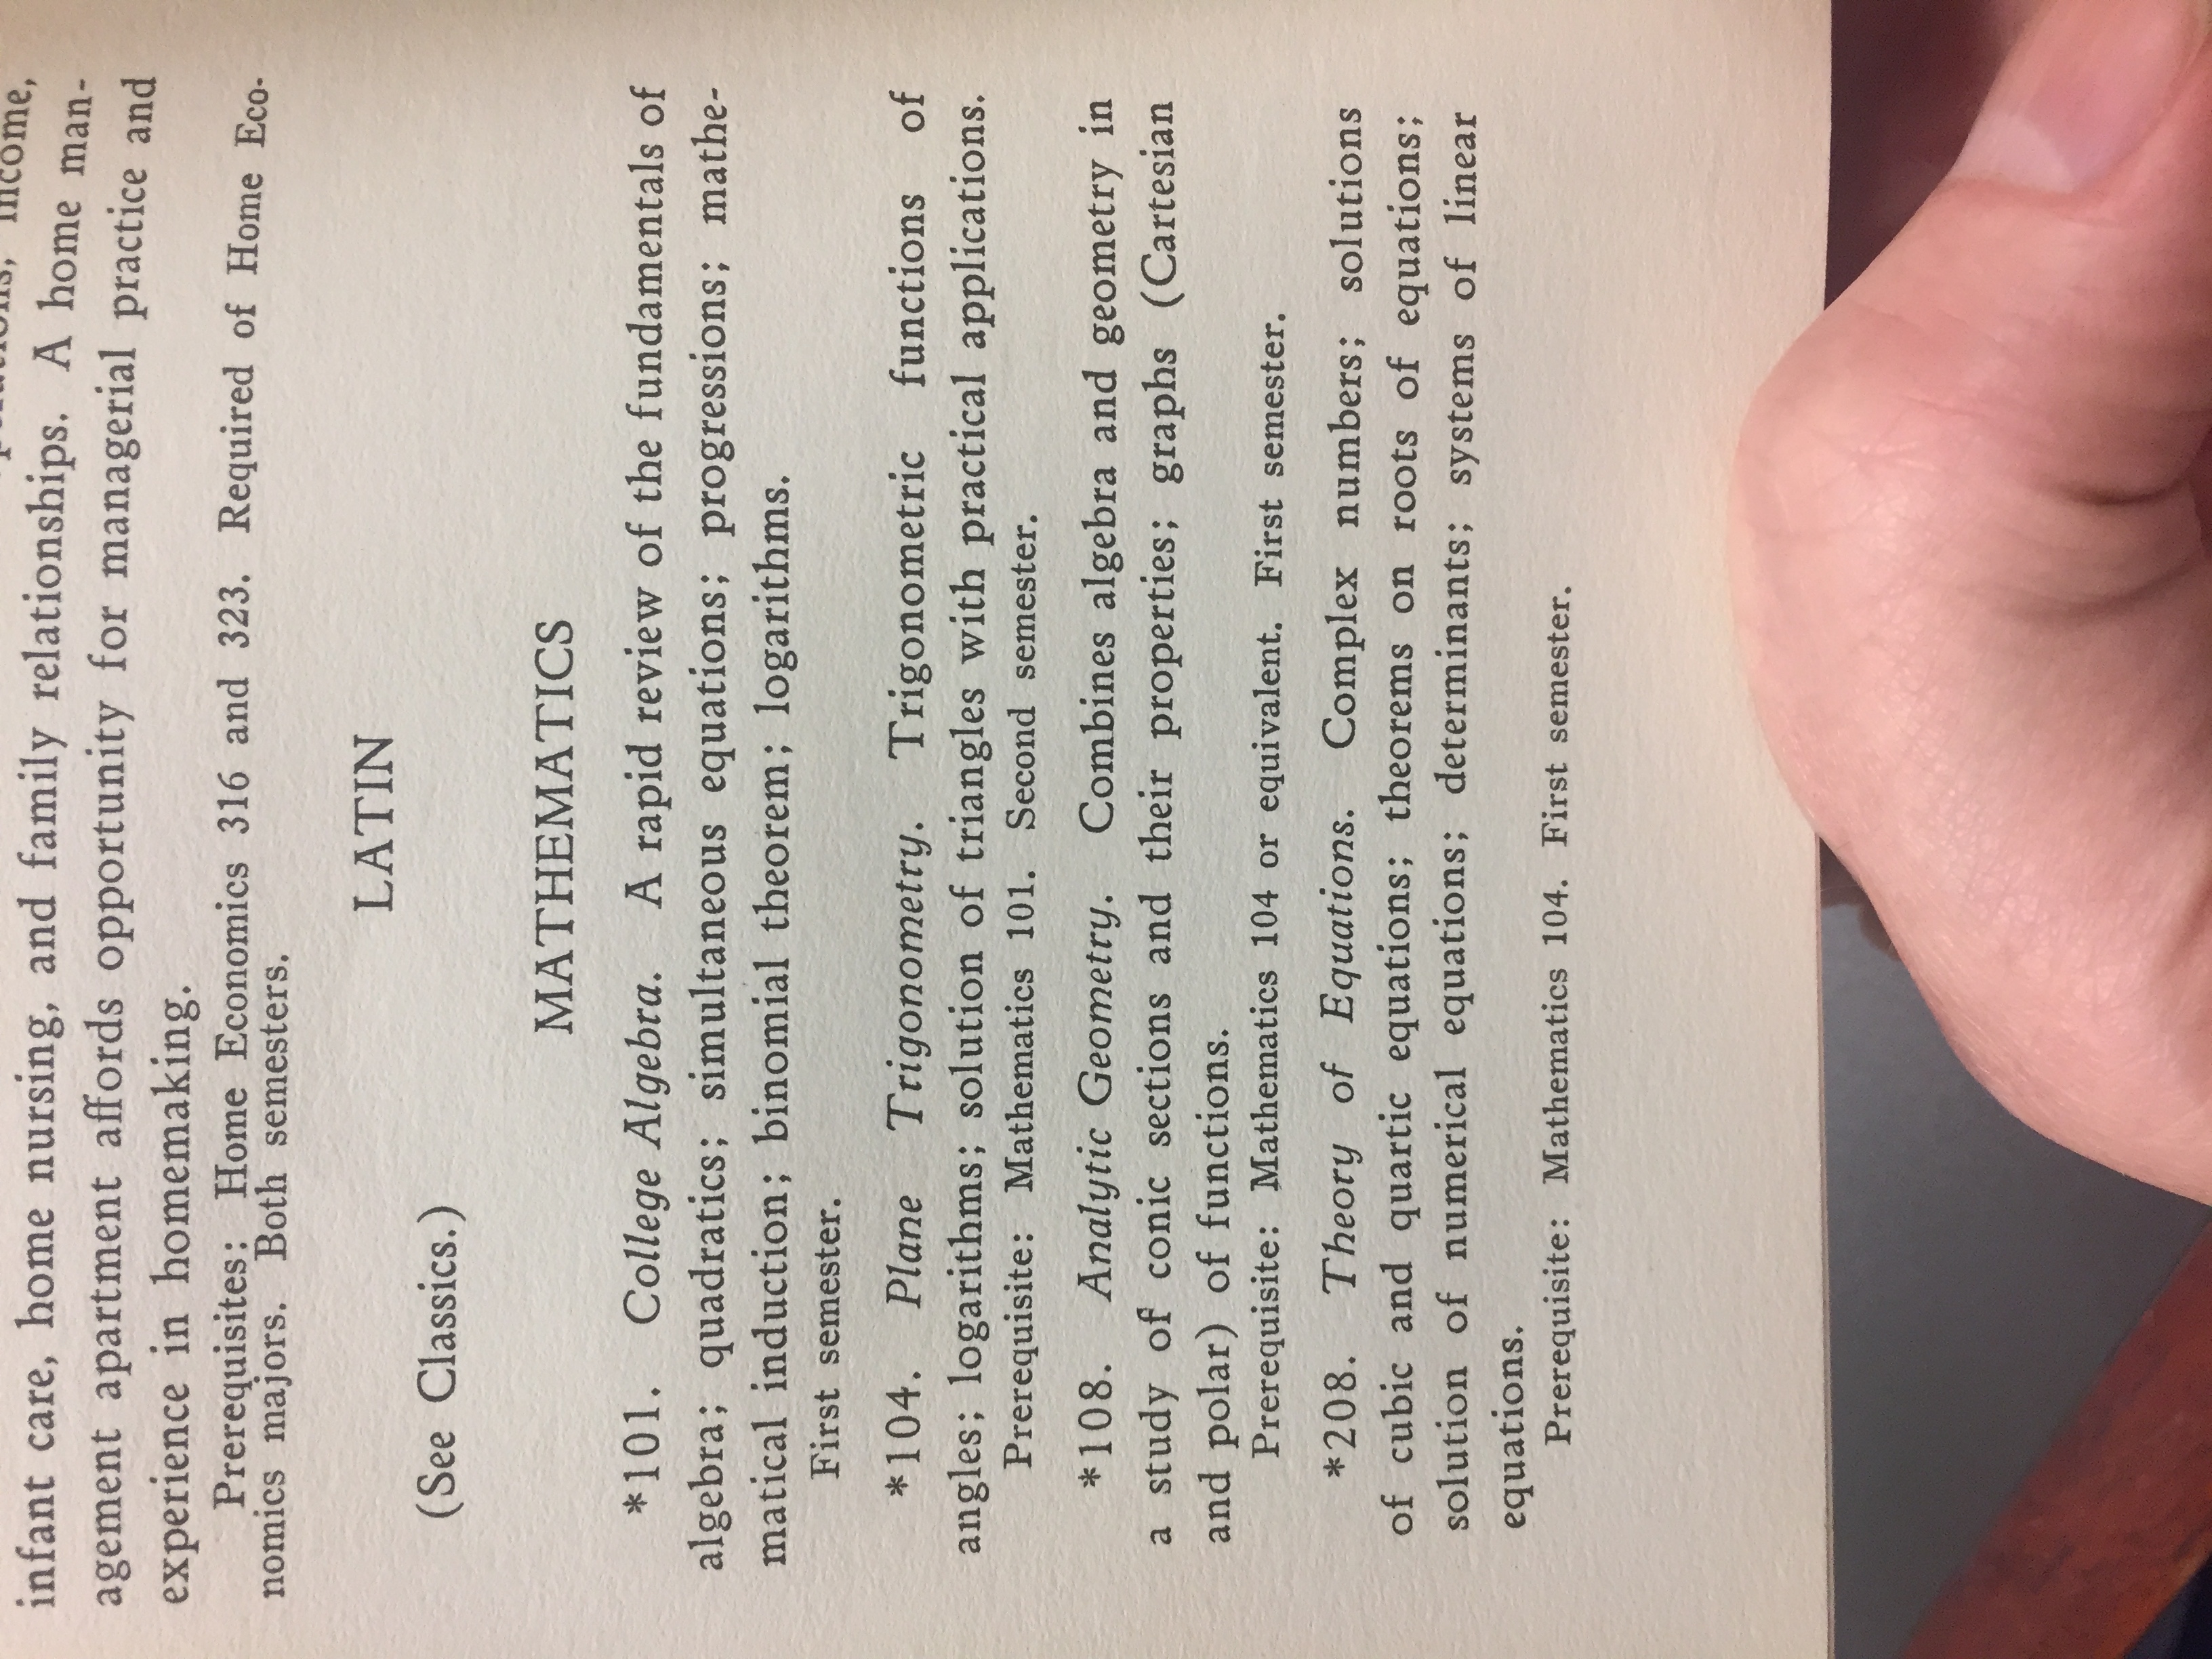 income,
infant care, home nursing, and family relationships. A home man-
agement apartment affords opportunity for managerial practice and
experience in homemaking.
Prerequisites: Home Economics 316 and 323. Required of Home Eco-
nomics majors. Both semesters.
LATIN
(See Classics.)
MATHEMATICS
*101. College Algebra. A rapid review of the fundamentals of
algebra; quadratics; simultaneous equations; progressions; mathe-
matical induction; binomial theorem; logarithms.
First semester.
*104. Plane Trigonometry. Trigonometric functions of
angles; logarithms; solution of triangles with practical applications.
Prerequisite: Mathematics 101. Second semester.
*108. Analytic Geometry. Combines algebra and geometry in
a study of conic sections and their properties; graphs (Cartesian
and polar) of functions.
Prerequisite: Mathematics 104 or equivalent. First semester.
*208. Theory of Equations. Complex numbers; solutions
of cubic and quartic equations; theorems on roots of equations;
solution of numerical equations; determinants; systems of linear
equations.
Prerequisite: Mathematics 104. First semester.